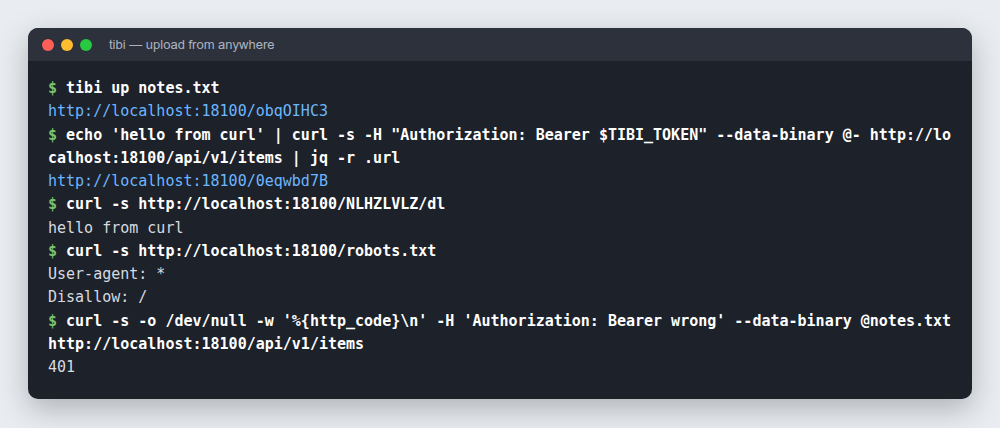 tibi — upload from anywhere
$ tibi up notes.txt
http://localhost:18100/obqOIHC3
$ echo 'hello from curl' | curl -s -H "Authorization: Bearer $TIBI_TOKEN" --data-binary @- http://lo
calhost:18100/api/v1/items | jq -r .url
http://localhost:18100/0eqwbd7B
$ curl -s http://localhost:18100/NLHZLVLZ/dl
hello from curl
$ curl -s http://localhost:18100/robots.txt
User-agent: *
Disallow: /
$ curl -s -o /dev/null -w '%{http_code}\n' -H 'Authorization: Bearer wrong' --data-binary @notes.txt
http://localhost:18100/api/v1/items
401